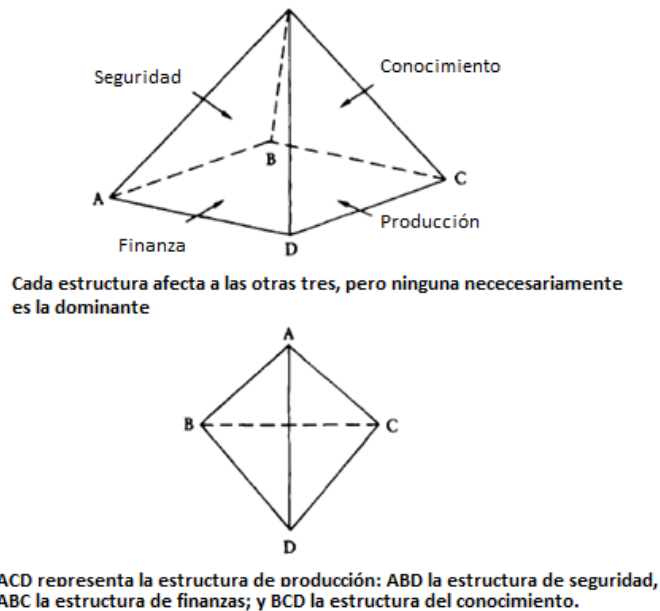 Seguridad
Conocimiento
B
A
C
Producción
Finanza
D
Cada estructura afecta a las otras tres, pero ninguna nececesariamente
es la dominante
A
B
C
D
ACD representa la estructura de producción: ABD la estructura de seguridad,
ABC la estructura de finanzas; y BCD la estructura del conocimiento.